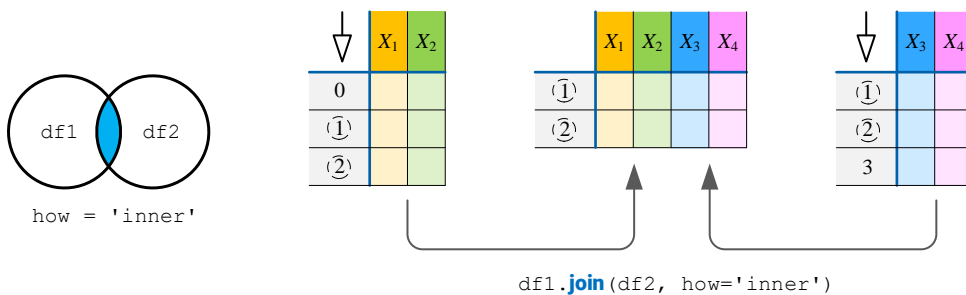 df1 df2
how = 'inner'
X1 X2
0
1
2
X1 X2 X3 X4
1
2
X3 X4
1
2
3
df1.join(df2, how='inner')